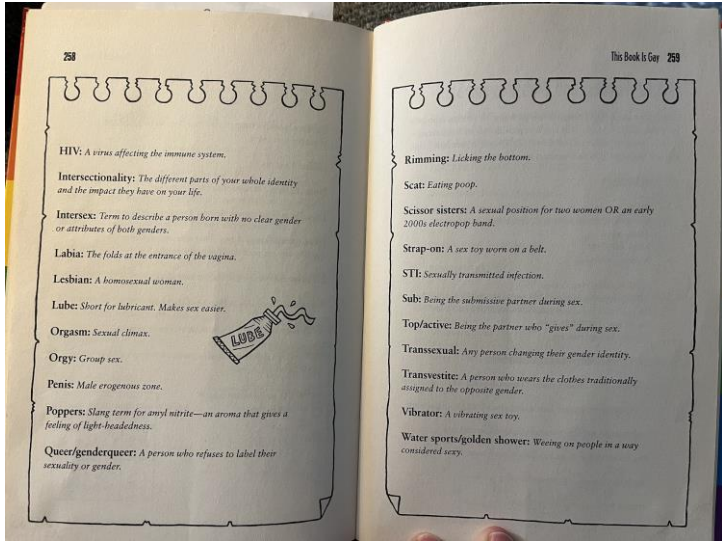 258
HIV: A virus affecting the immune system.
Intersectionality: The different parts of your whole identity
and the impact they have on your life.
Intersex: Term to describe a person born with no clear gender
or attributes of both genders.
Labia: The folds at the entrance of the vagina.
Lesbian: A homosexual woman.
Lube: Short for lubricant. Makes sex easier.
LUBE
Orgasm: Sexual climax.
Orgy: Group sex.
Penis: Male erogenous zone.
Poppers: Slang term for amyl nitrite—an aroma that gives a
feeling of light-headedness.
Queer/genderqueer: A person who refuses to label their
sexuality or gender.
This Book Is Gay 259
Rimming: Licking the bottom.
Scat: Eating poop.
Scissor sisters: A sexual position for two women OR an early
2000s electropop band.
Strap-on: A sex toy worn on a belt.
STI: Sexually transmitted infection.
Sub: Being the submissive partner during sex.
Top/active: Being the partner who "gives" during sex.
Transsexual: Any person changing their gender identity.
Transvestite: A person who wears the clothes traditionally
assigned to the opposite gender.
Vibrator: A vibrating sex toy.
Water sports/golden shower: Weeing on people in a way
considered sexy.